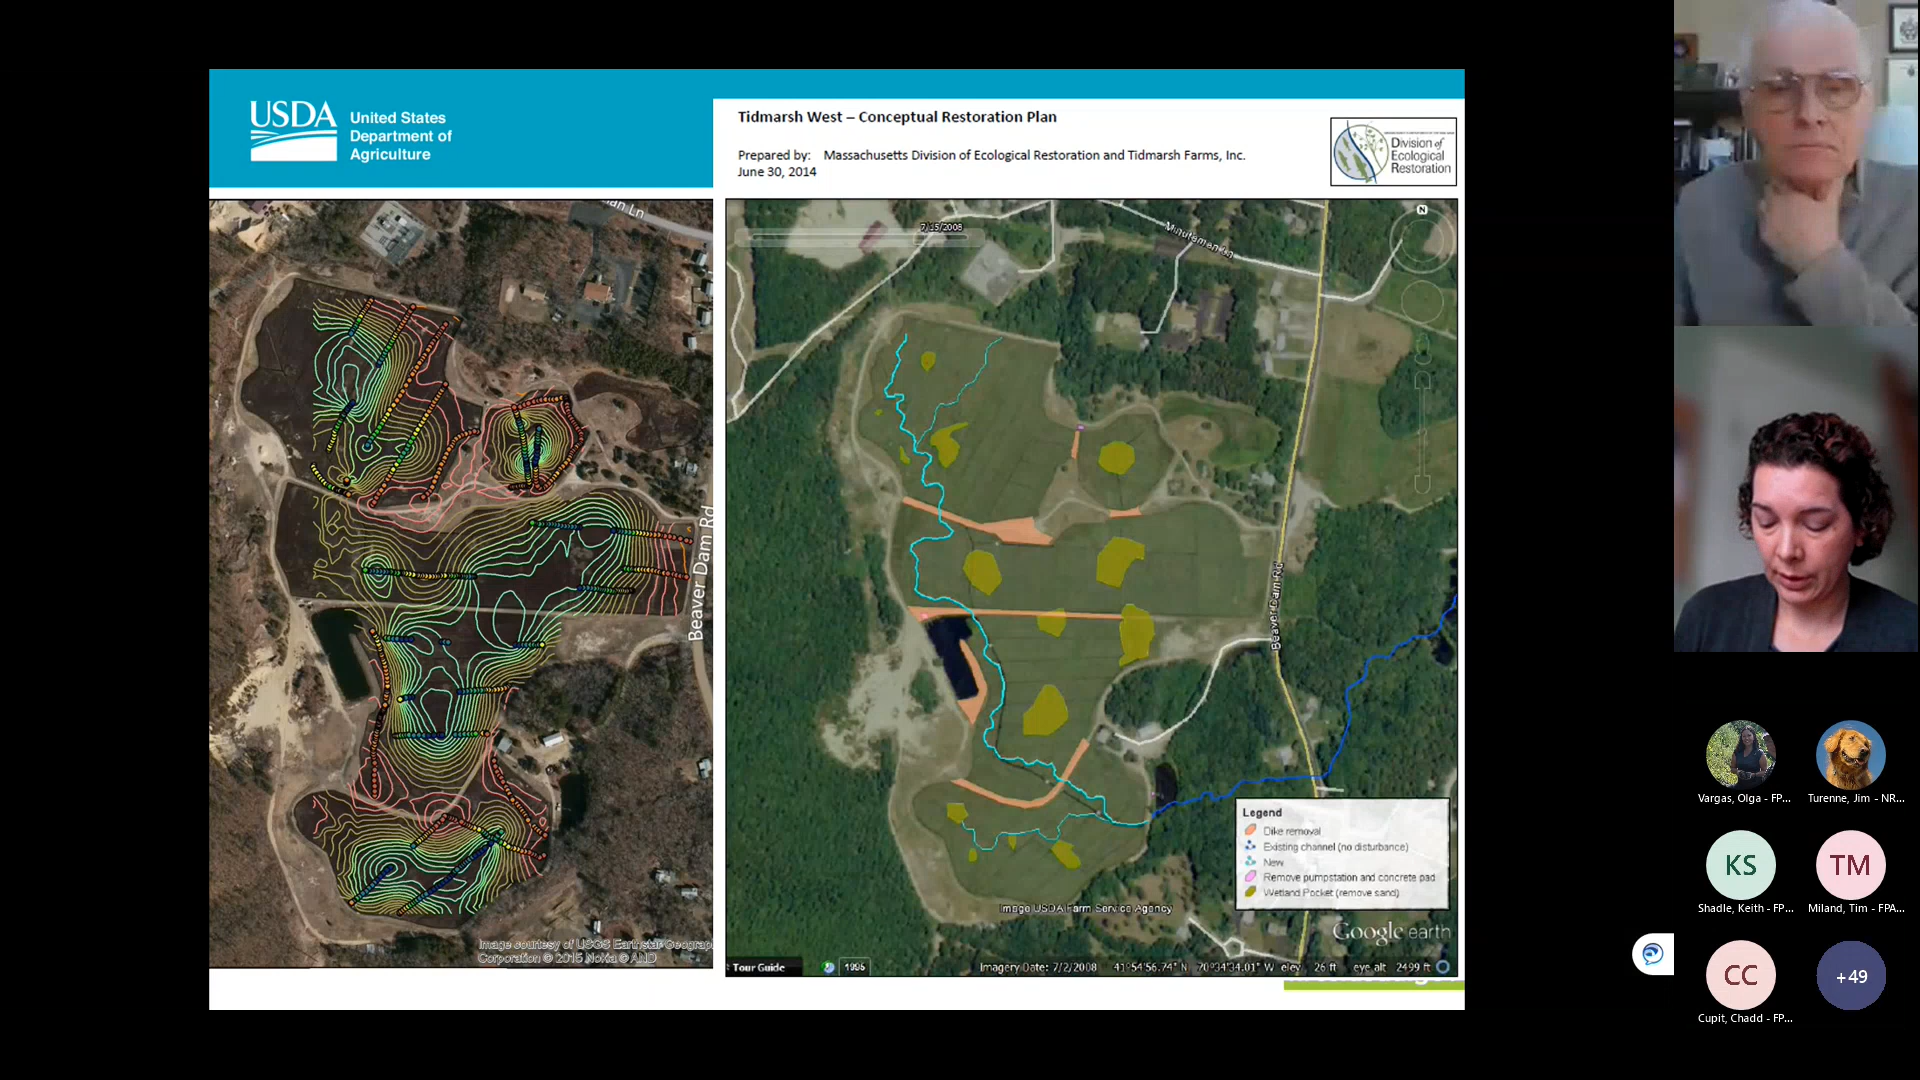 USDA
United States
Department of
Agriculture
Tidmarsh West – Conceptual Restoration Plan
Prepared by: Massachusetts Division of Ecological Restoration and Tidmarsh Farms, Inc.
June 30, 2014
Division of
Ecological
Restoration
Beaver Dam Rd
Image courtesy of USGS Earthstar Geograp
Corporation © 2015 Nokia © AND
7/15/2008
N
Minuteman Ln
Beaver Dam Rd
Legend
Dike removal
Existing channel (no disturbance)
New
Remove pumpstation and concrete pad
Wetland Pocket (remove sand)
Image USDA Farm Service Agency
Google earth
Tour Guide
1995
Imagery Date: 7/2/2008 41°54'56.74" N 70°34'34.01" W elev 26 ft eye alt 2499 ft
Vargas, Olga - FP...
Turenne, Jim - NR...
KS
TM
Shadle, Keith - FP...
Miland, Tim - FPA...
CC
+49
Cupit, Chadd - FP...